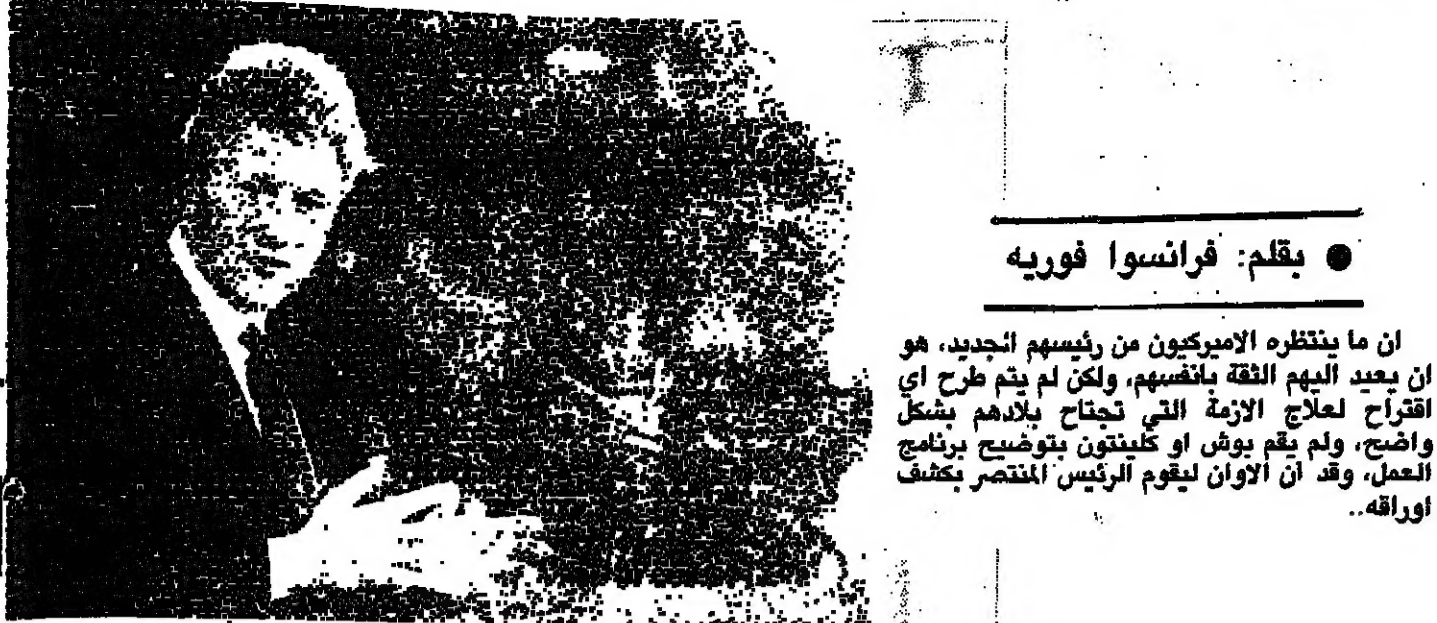 ● بقلم: فرانسوا فوريه
ان ما ينتظره الاميركيون من رئيسهم الجديد، هو
ان يعيد اليهم الثقة بانفسهم، ولكن لم يتم طرح اي
اقتراح لعلاج الازمة التي تجتاح بلادهم بشكل
واضح، ولم يقم بوش او كلينتون بتوضيح برنامج
العمل، وقد آن الاوان ليقوم الرئيس المنتصر بكشف
اوراقه..